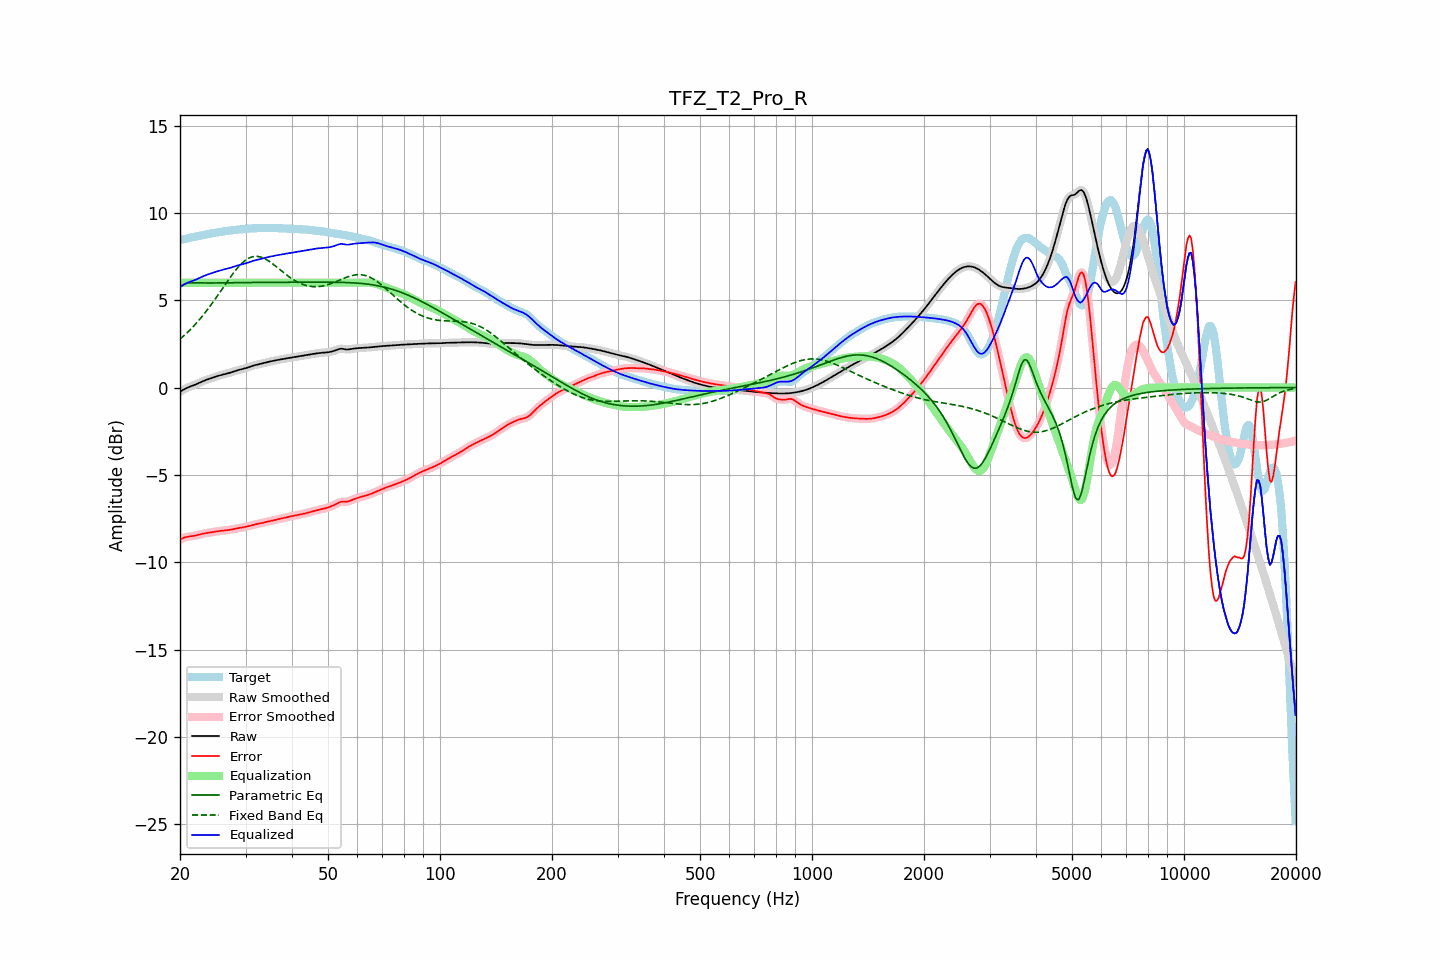 TFZ_T2_Pro_R
15
10
5
0
−5
−10
−15
−20
−25
Amplitude (dBr)
Target
Raw Smoothed
Error Smoothed
Raw
Error
Equalization
Parametric Eq
Fixed Band Eq
Equalized
20 50 100 200 500 1000 2000 5000 10000 20000
Frequency (Hz)